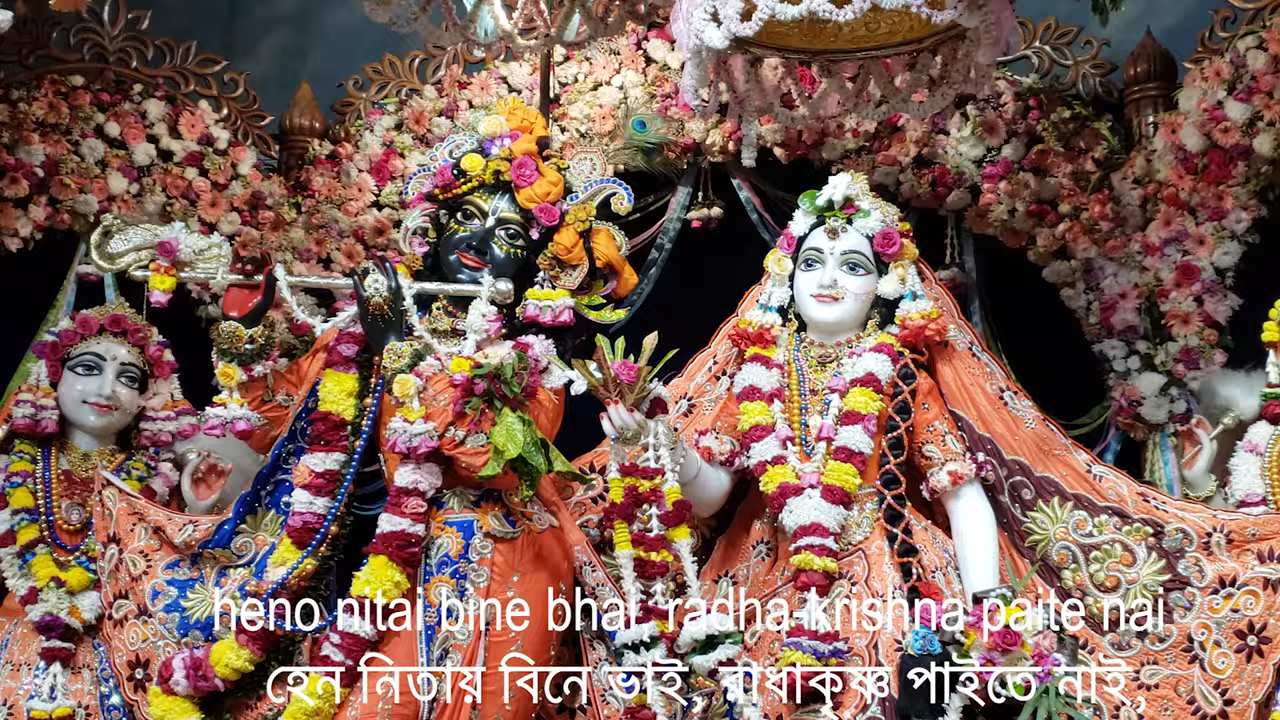 heno nitai bine bhai, radha-krishna paite nai
হেন নিতায় বিনে ভাই, রাধাকৃষ্ণ পাইতে নাই,